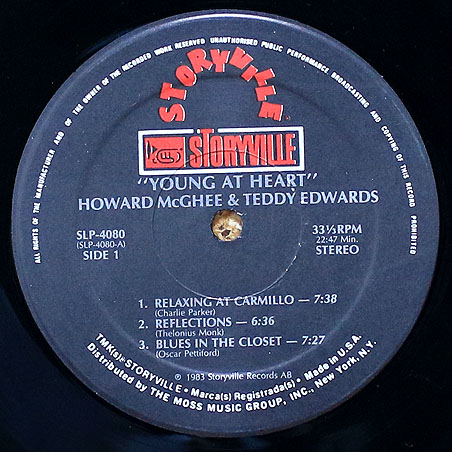 ALL RIGHTS OF THE MANUFACTURER AND OF THE OWNER OF THE RECORDED WORK RESERVED UNAUTHORISED PUBLIC PERFORMANCE BROADCASTING AND COPYING OF THIS RECORD PROHIBITED
STORYVILLE
STORYVILLE
"YOUNG AT HEART"
HOWARD McGHEE & TEDDY EDWARDS
SLP-4080
(SLP-4080-A)
SIDE 1
33⅓RPM
22:47 Min.
STEREO
1. RELAXING AT CARMILLO — 7:38
(Charlie Parker)
2. REFLECTIONS — 6:36
(Thelonius Monk)
3. BLUES IN THE CLOSET — 7:27
(Oscar Pettiford)
℗ 1983 Storyville Records AB
TMK(s)® STORYVILLE • Marca(s) Registrada(s) • Made in U.S.A.
Distributed by THE MOSS MUSIC GROUP, INC., New York, N.Y.